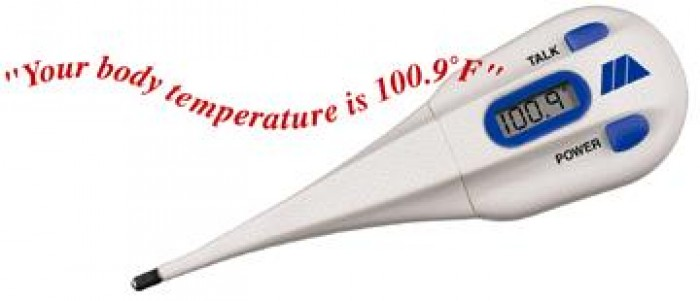 "Your body temperature is 100.9°F"
TALK
100.9
POWER